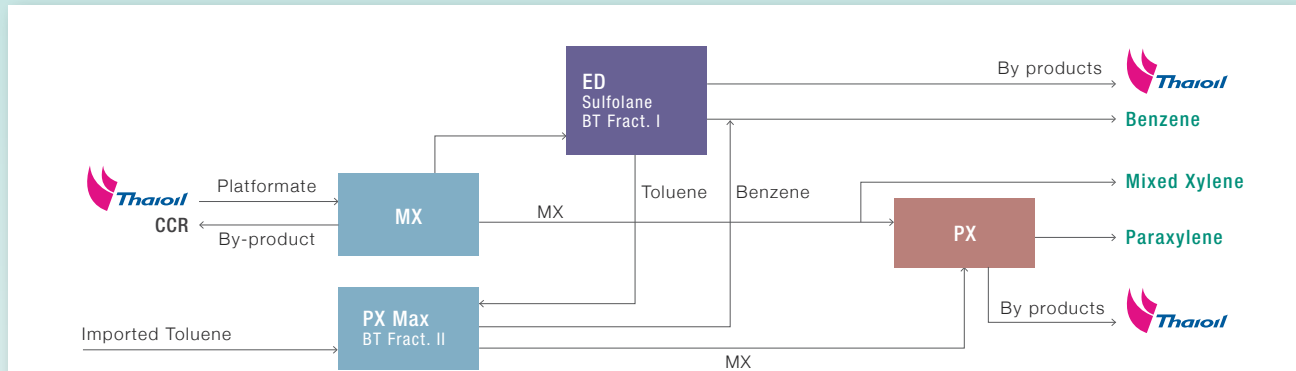 By products
Thaioil
ED
Sulfolane
BT Fract. I
Benzene
Thaioil
CCR
Platformate
By-product
MX
Toluene
Benzene
MX
Mixed Xylene
PX
Paraxylene
Imported Toluene
PX Max
BT Fract. II
MX
By products
Thaioil